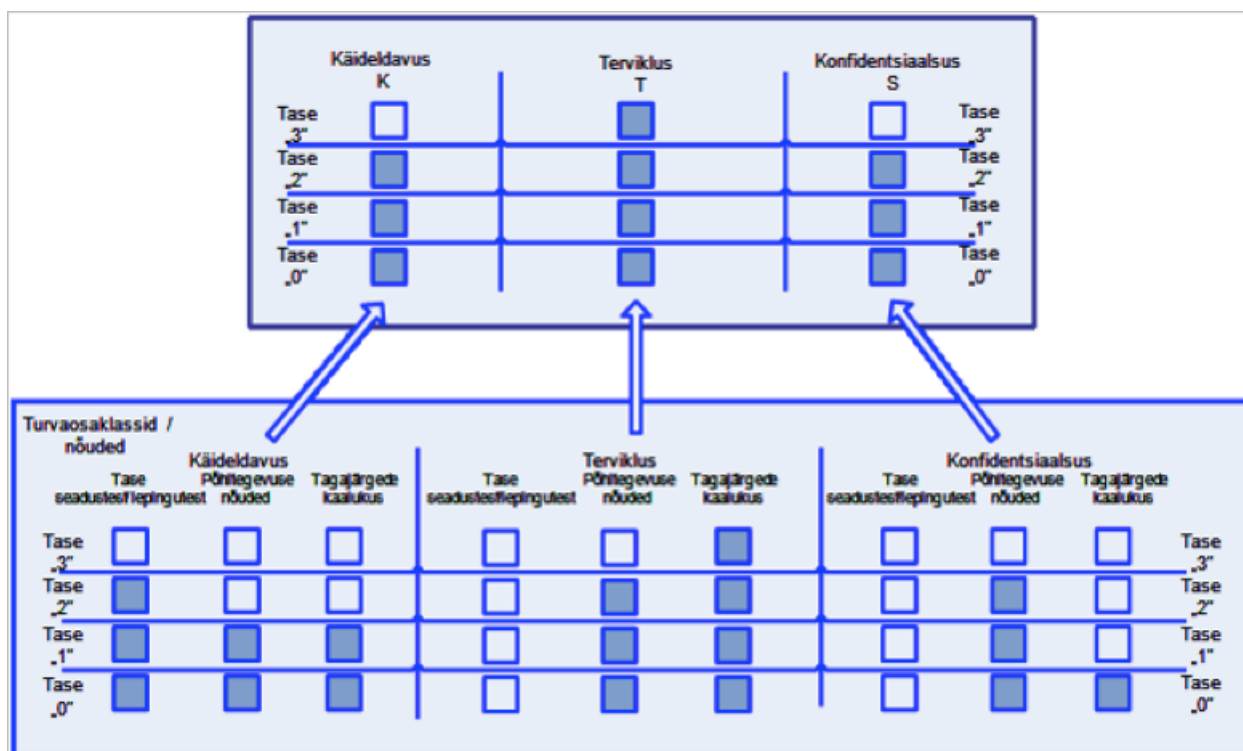 Käideldavus Terviklus Konfidentsiaalsus
K T S
Tase Tase
„3” „3”
Tase Tase
„2” „2”
Tase Tase
„1” „1”
Tase Tase
„0” „0”
Turvaosaklassid /
nõuded
Käideldavus Terviklus Konfidentsiaalsus
Tase Põhitegevuse Tagajärgede Tase Põhitegevuse Tagajärgede Tase Põhitegevuse Tagajärgede
seadustest/lepingutest nõuded kaalukus seadustest/lepingutest nõuded kaalukus seadustest/lepingutest nõuded kaalukus
Tase Tase
„3” „3”
Tase Tase
„2” „2”
Tase Tase
„1” „1”
Tase Tase
„0” „0”